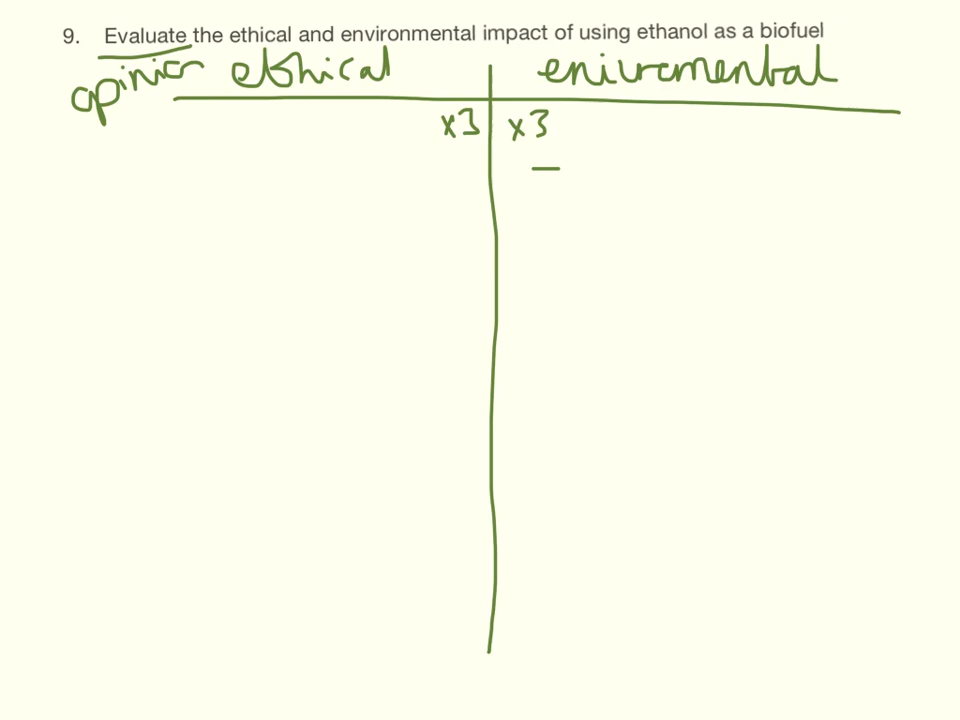 9. Evaluate the ethical and environmental impact of using ethanol as a biofuel
opinion ethical enivromental
x3 x3